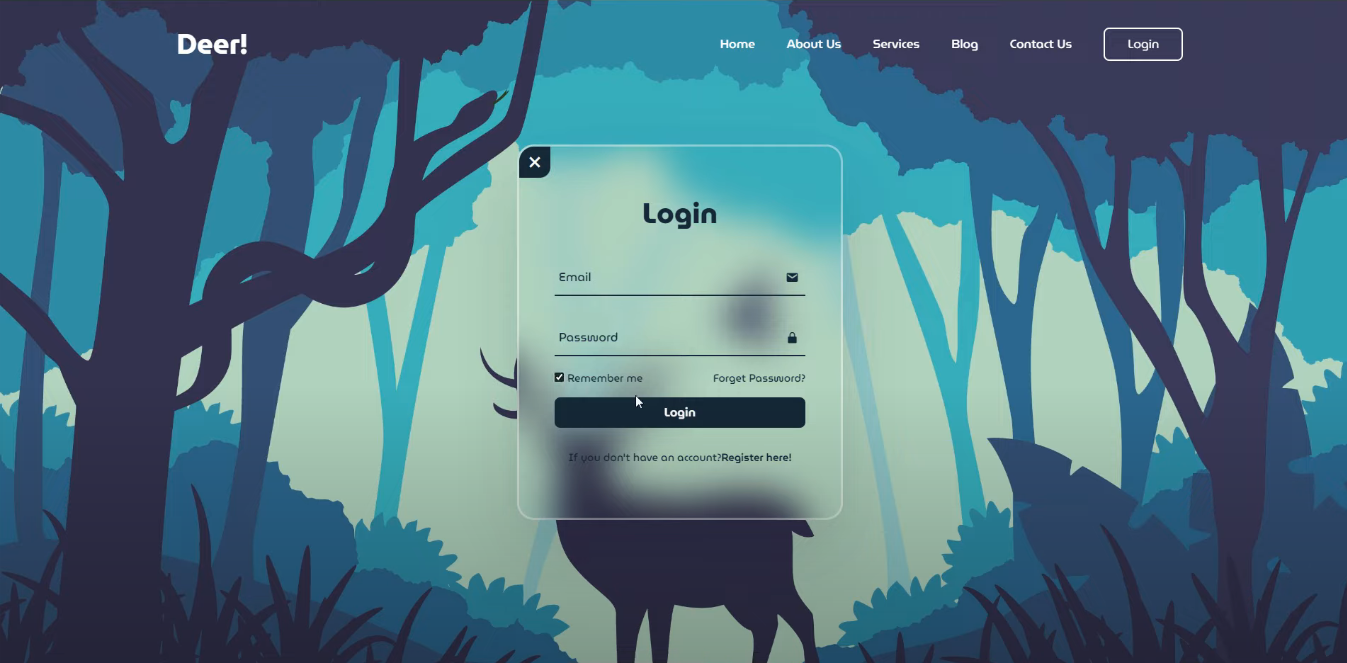 Deer!
Home About Us Services Blog Contact Us Login
Login
Email
Password
Remember me Forget Password?
Login
If you don't have an account?Register here!